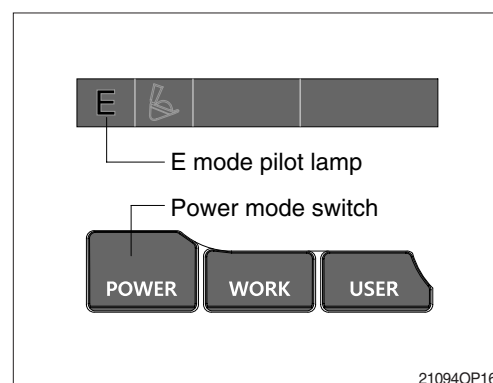 E
E mode pilot lamp
Power mode switch
POWER WORK USER
21094OP16